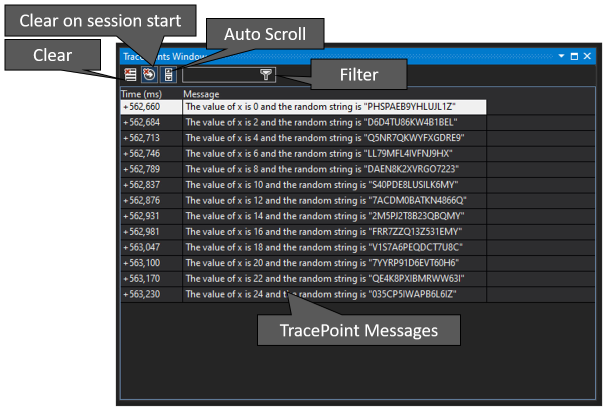 Clear on session start
Auto Scroll
Clear
TracePoints Window
Filter
Time (ms) Message
+562,660 The value of x is 0 and the random string is "PHSPAEB9YHLUJL1Z"
+562,684 The value of x is 2 and the random string is "D6D4TU86KW4B1BEL"
+562,713 The value of x is 4 and the random string is "Q5NR7QKWYFXGDRE9"
+562,746 The value of x is 6 and the random string is "LL79MFL4IVFNJ9HX"
+562,789 The value of x is 8 and the random string is "DAEN8K2XVRGO7223"
+562,837 The value of x is 10 and the random string is "S40PDE8LUSILK6MY"
+562,876 The value of x is 12 and the random string is "7ACDM0BATKN4866Q"
+562,931 The value of x is 14 and the random string is "2M5PJ2T8B23QBQMY"
+562,981 The value of x is 16 and the random string is "FRR7ZZQ13Z531EMY"
+563,047 The value of x is 18 and the random string is "V1S7A6PEQDCT7U8C"
+563,100 The value of x is 20 and the random string is "7YYRP91D6EVT60H6"
+563,170 The value of x is 22 and the random string is "QE4K8PXIBMRWW63I"
+563,230 The value of x is 24 and the random string is "035CP5IWAPB6L6IZ"
TracePoint Messages